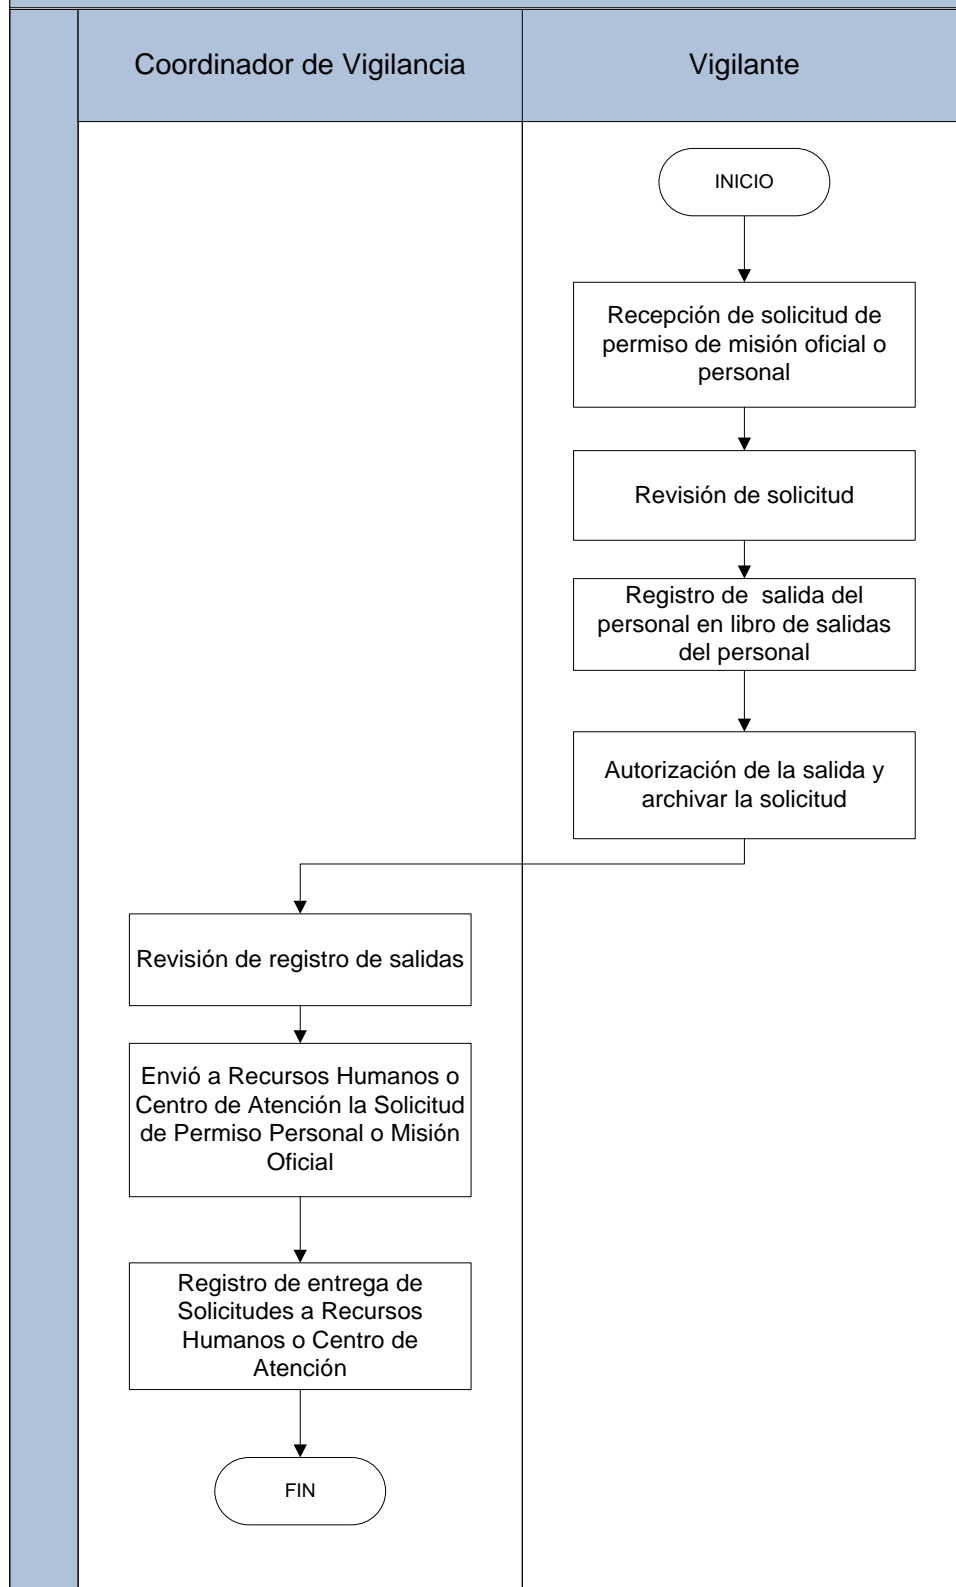 Coordinador de Vigilancia
Vigilante
INICIO
Recepción de solicitud de
permiso de misión oficial o
personal
Revisión de solicitud
Registro de  salida del
personal en libro de salidas
del personal
Autorización de la salida y
archivar la solicitud
Revisión de registro de salidas
Envió a Recursos Humanos o
Centro de Atención la Solicitud
de Permiso Personal o Misión
Oficial
Registro de entrega de
Solicitudes a Recursos
Humanos o Centro de
Atención
FIN